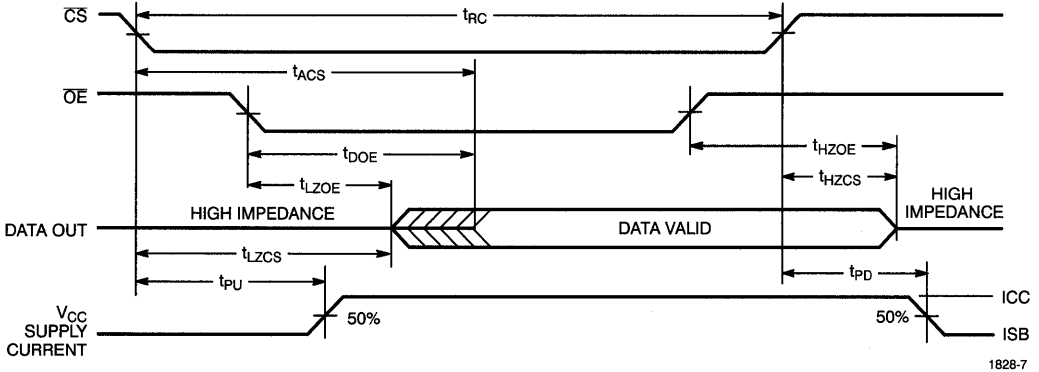 CS
tRC
tACS
OE
tDOE
tHZOE
tLZOE
tHZCS
HIGH IMPEDANCE
HIGH
IMPEDANCE
DATA OUT
DATA VALID
tLZCS
tPU
tPD
VCC
SUPPLY
CURRENT
50%
50%
ICC
ISB
1828-7